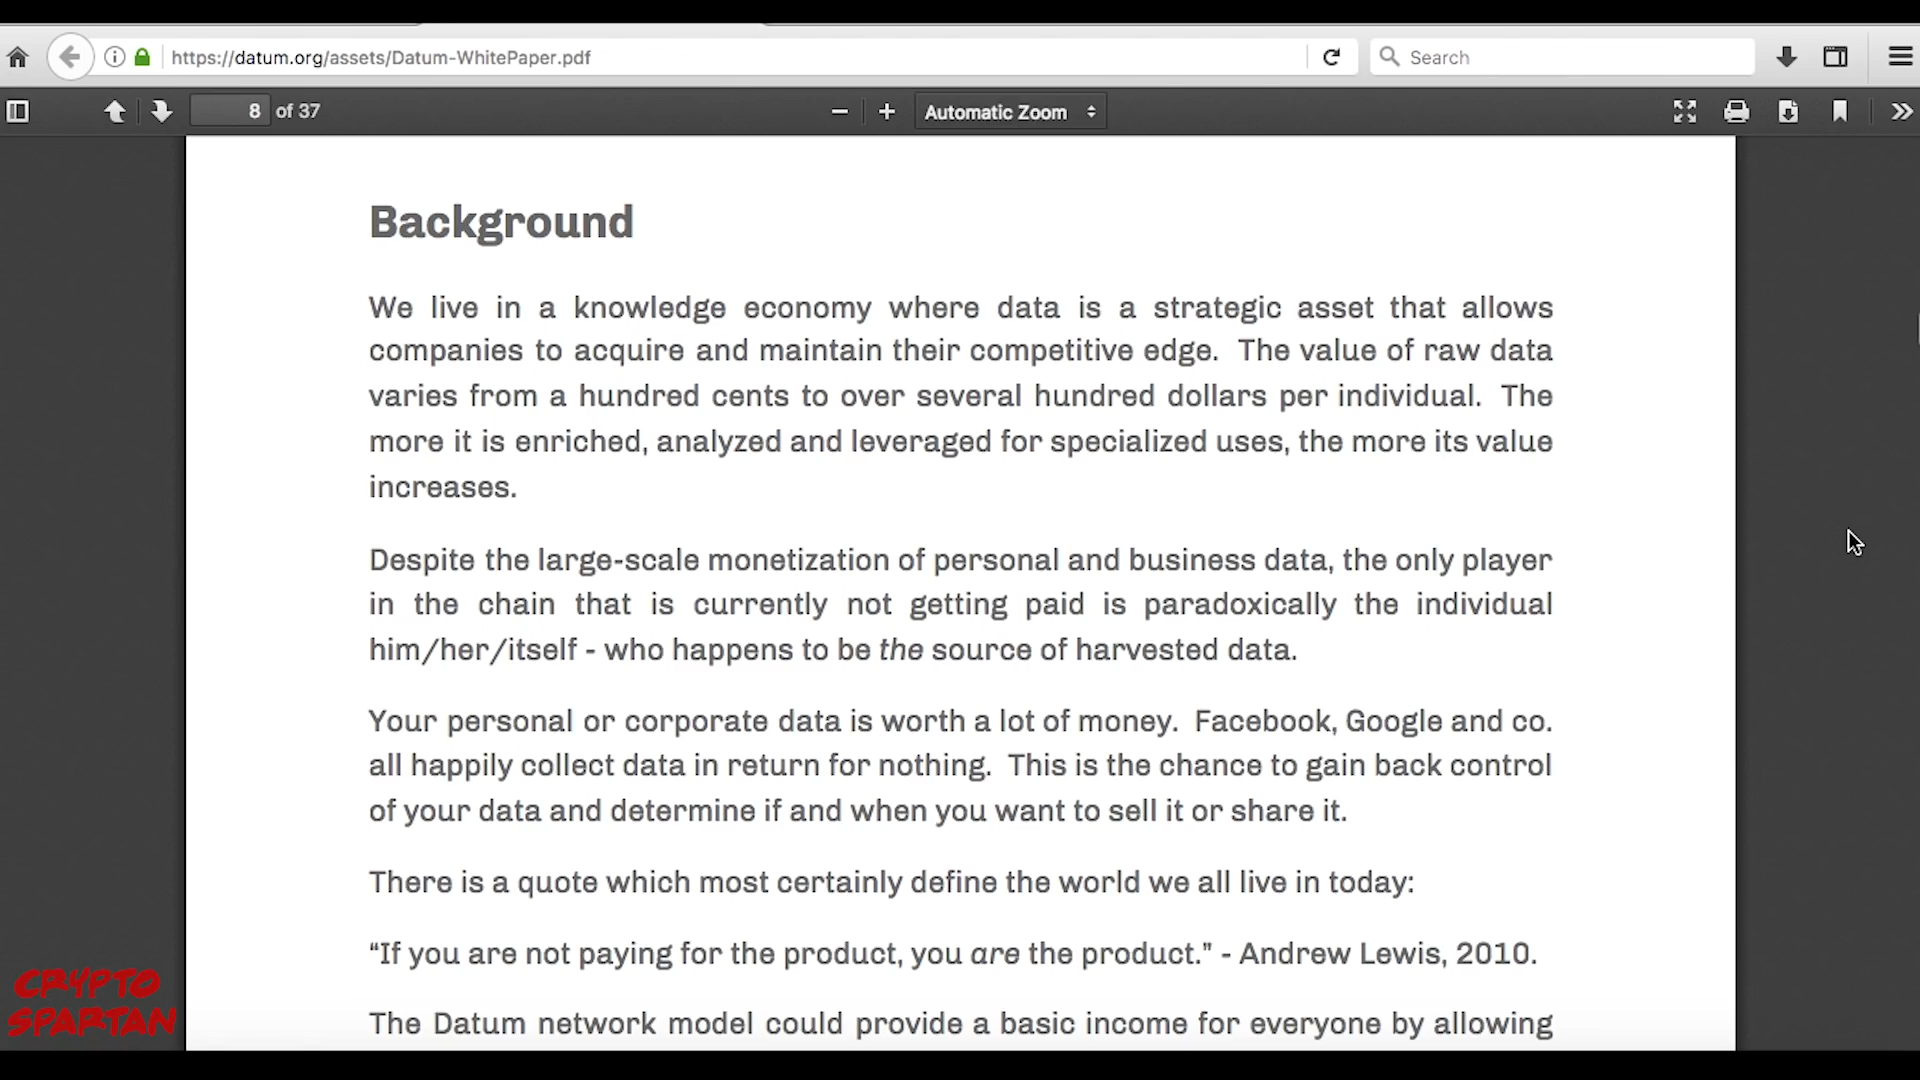 https://datum.org/assets/Datum-WhitePaper.pdf
Search
8 of 37
Automatic Zoom
Background
We live in a knowledge economy where data is a strategic asset that allows
companies to acquire and maintain their competitive edge. The value of raw data
varies from a hundred cents to over several hundred dollars per individual. The
more it is enriched, analyzed and leveraged for specialized uses, the more its value
increases.
Despite the large-scale monetization of personal and business data, the only player
in the chain that is currently not getting paid is paradoxically the individual
him/her/itself - who happens to be the source of harvested data.
Your personal or corporate data is worth a lot of money. Facebook, Google and co.
all happily collect data in return for nothing. This is the chance to gain back control
of your data and determine if and when you want to sell it or share it.
There is a quote which most certainly define the world we all live in today:
“If you are not paying for the product, you are the product.” - Andrew Lewis, 2010.
The Datum network model could provide a basic income for everyone by allowing
CRYPTO
SPARTAN